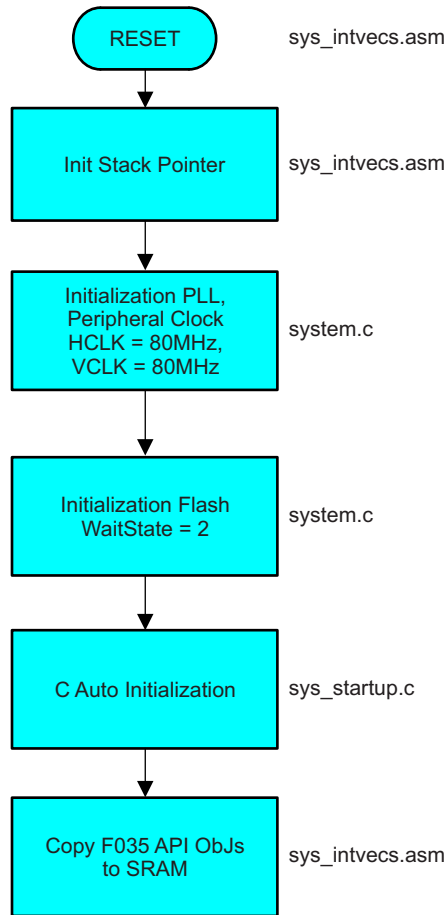 RESET
sys_intvecs.asm
Init Stack Pointer
sys_intvecs.asm
Initialization PLL,
Peripheral Clock
HCLK = 80MHz,
VCLK = 80MHz
system.c
Initialization Flash
WaitState = 2
system.c
C Auto Initialization
sys_startup.c
Copy F035 API ObJs
to SRAM
sys_intvecs.asm